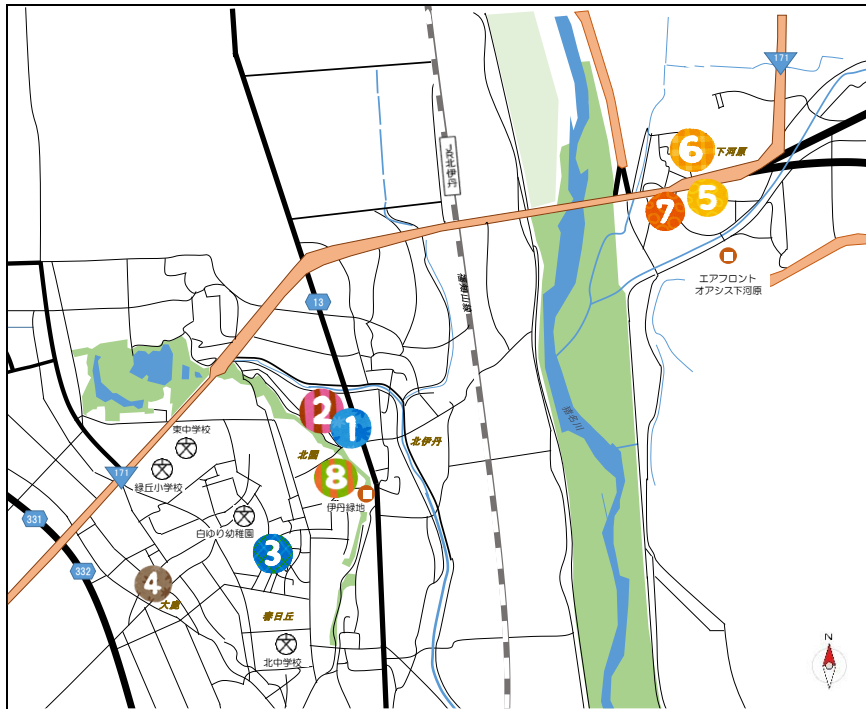 171
6
下河原
JR北伊丹
5
7
エアフロント
オアシス下河原
福知山線
13
2
1
猪名川
東中学校
北園
北伊丹
緑丘小学校
171
8
伊丹緑地
331
白ゆり幼稚園
3
332
4
大鹿
春日丘
北中学校
N